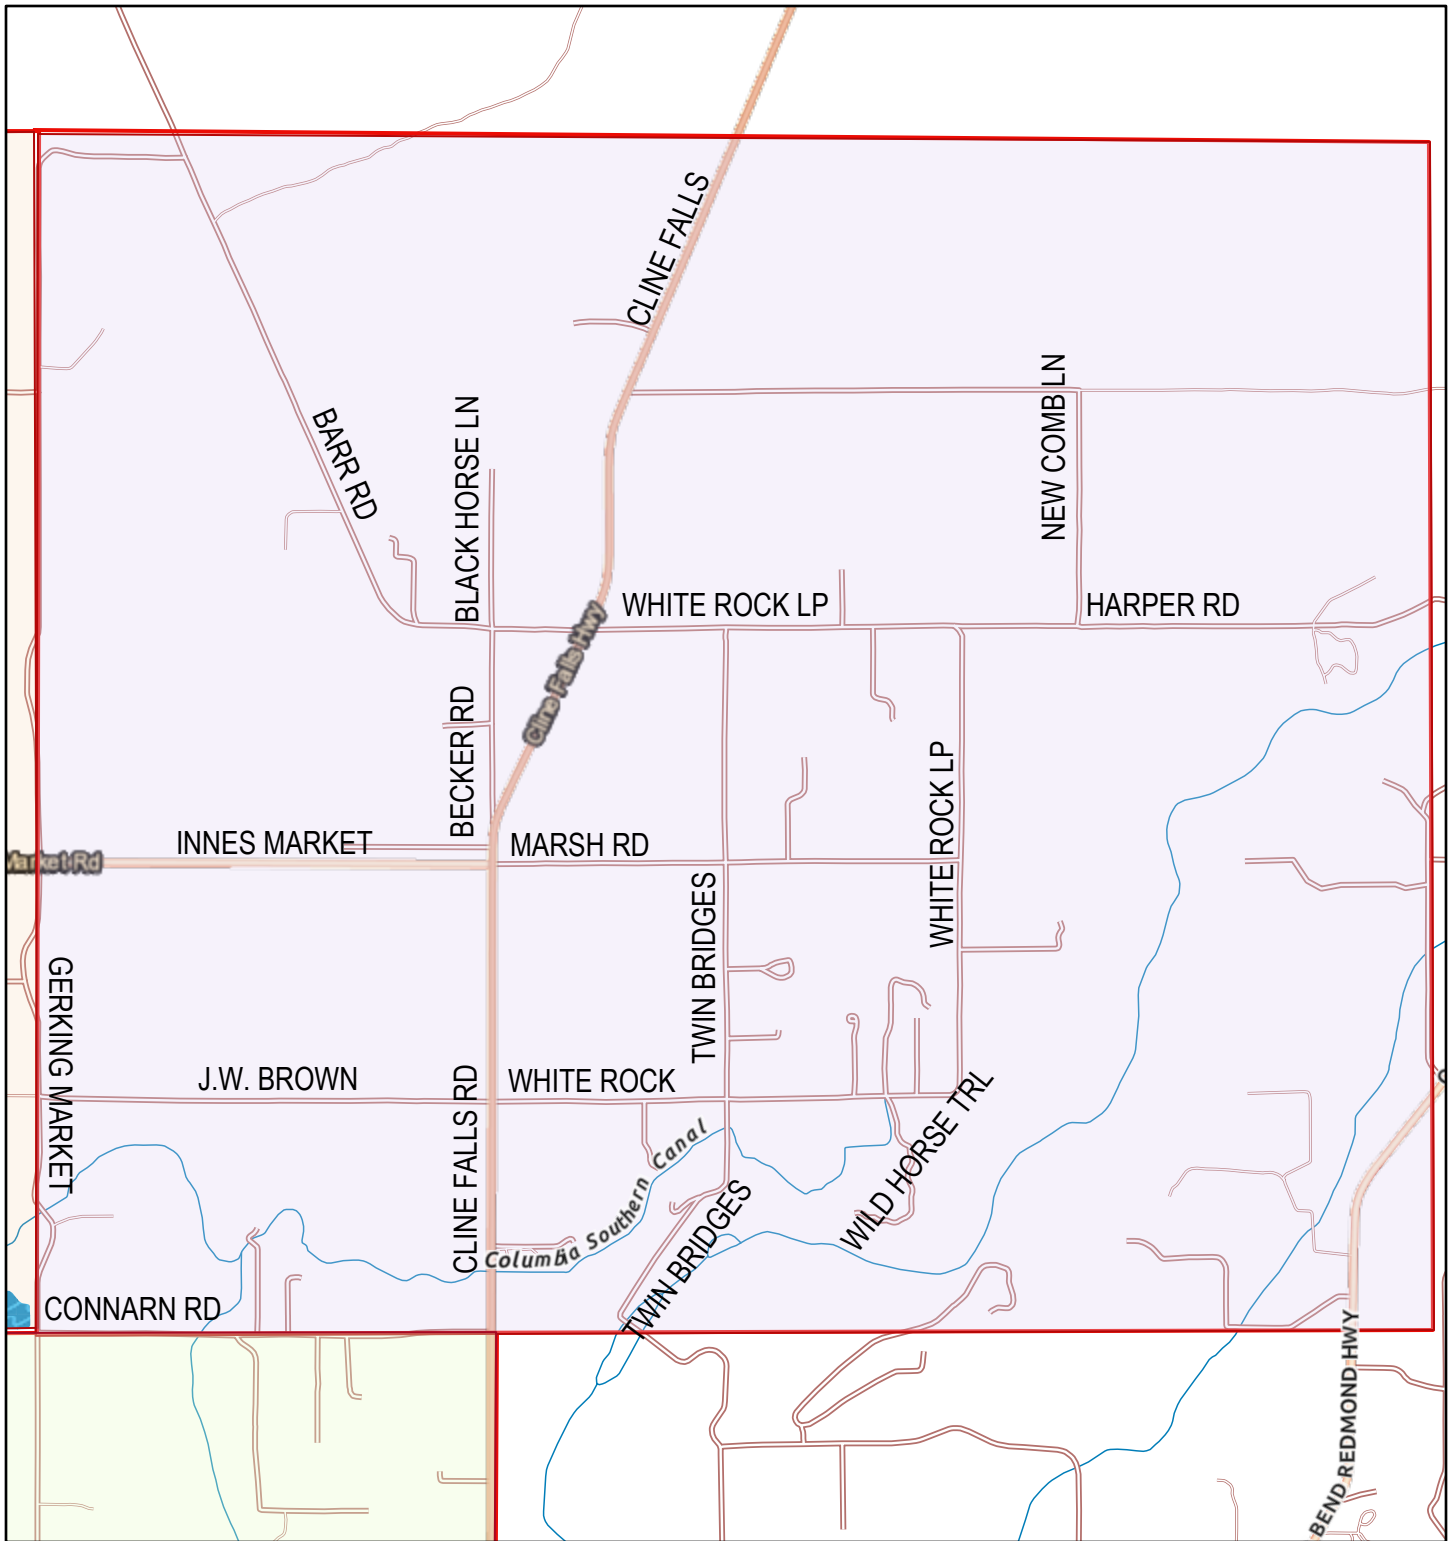 CLINE FALLS
BARR RD
BLACK HORSE LN
NEW COMB LN
Cline Falls Hwy
WHITE ROCK LP
HARPER RD
BECKER RD
WHITE ROCK LP
INNES MARKET
MARSH RD
Market Rd
TWIN BRIDGES
GERKING MARKET
J.W. BROWN
CLINE FALLS RD
WHITE ROCK
WILD HORSE TRL
Columbia Southern Canal
TWIN BRIDGES
CONNARN RD
BEND REDMOND HWY